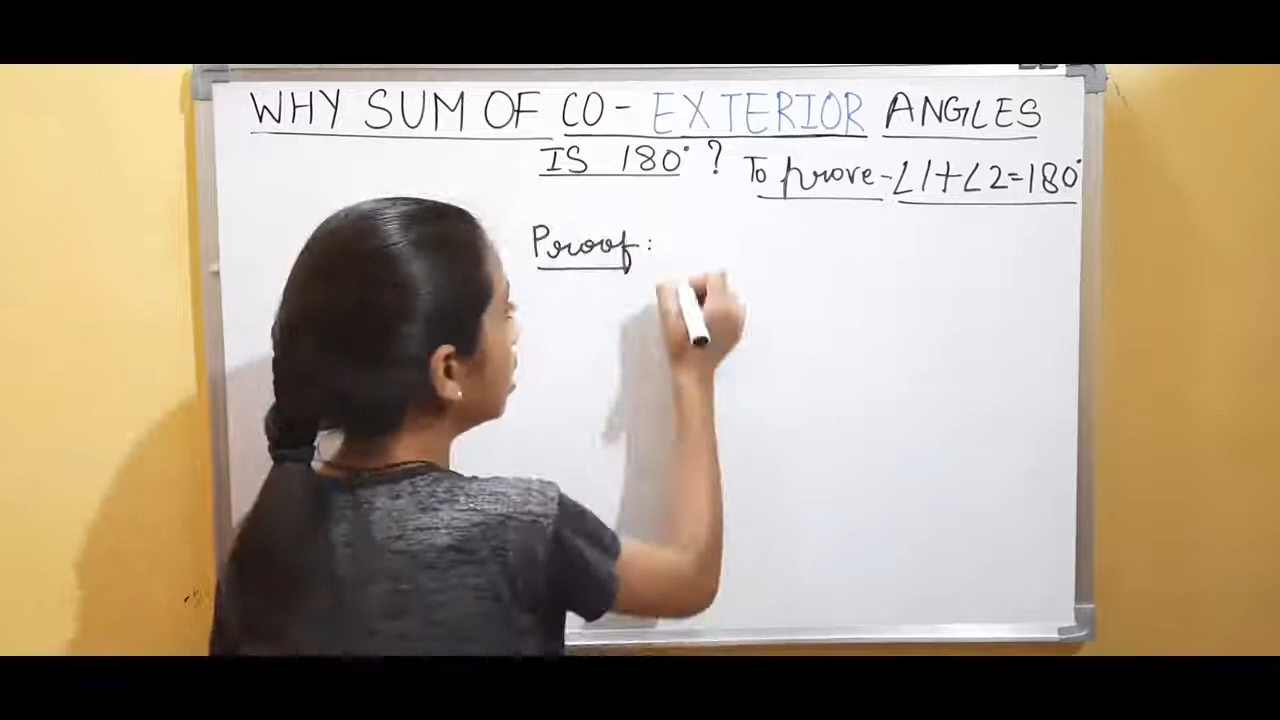 WHY SUM OF CO-EXTERIOR ANGLES
IS 180° ?
To prove-∠1+∠2=180°
Proof: